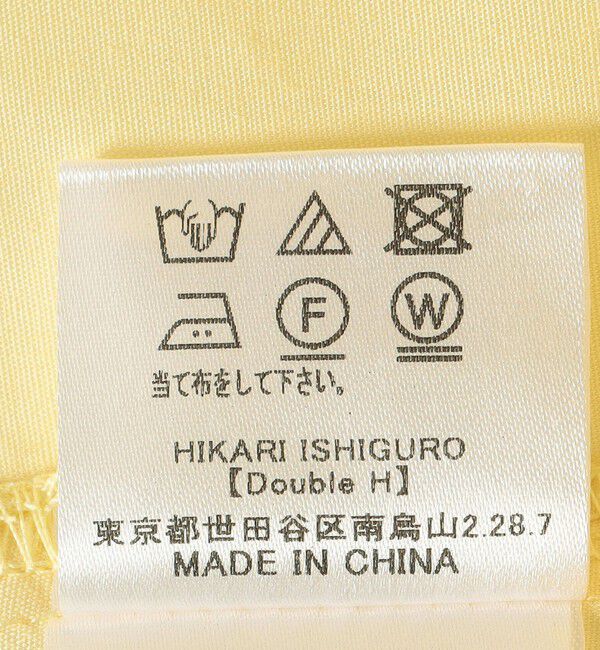 F
W
当て布をして下さい。
HIKARI ISHIGURO
【Double H】
東京都世田谷区南烏山2.28.7
MADE IN CHINA